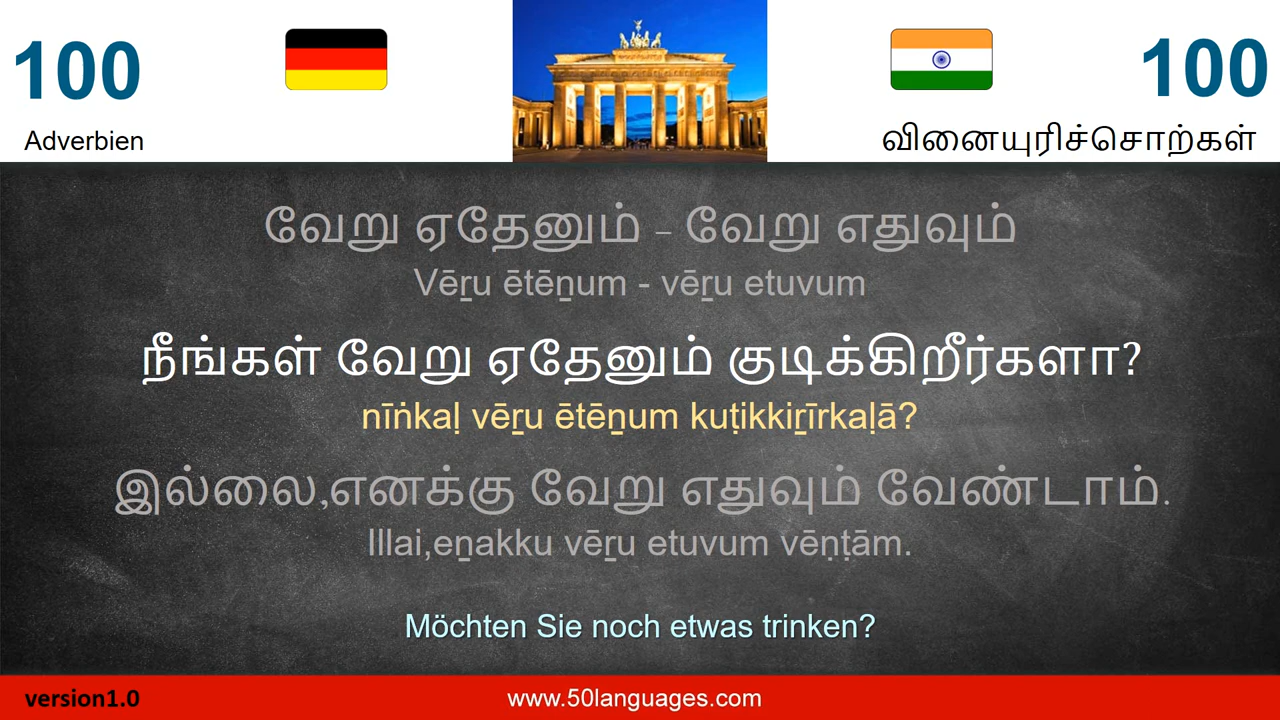 100
Adverbien
100
வினையுரிச்சொற்கள்
வேறு ஏதேனும் – வேறு எதுவும்
Vēṟu ētēṉum - vēṟu etuvum
நீங்கள் வேறு ஏதேனும் குடிக்கிறீர்களா?
nīṅkaḷ vēṟu ētēṉum kuṭikkiṟīrkaḷā?
இல்லை,எனக்கு வேறு எதுவும் வேண்டாம்.
Illai,eṉakku vēṟu etuvum vēṇṭām.
Möchten Sie noch etwas trinken?
version1.0
www.50languages.com